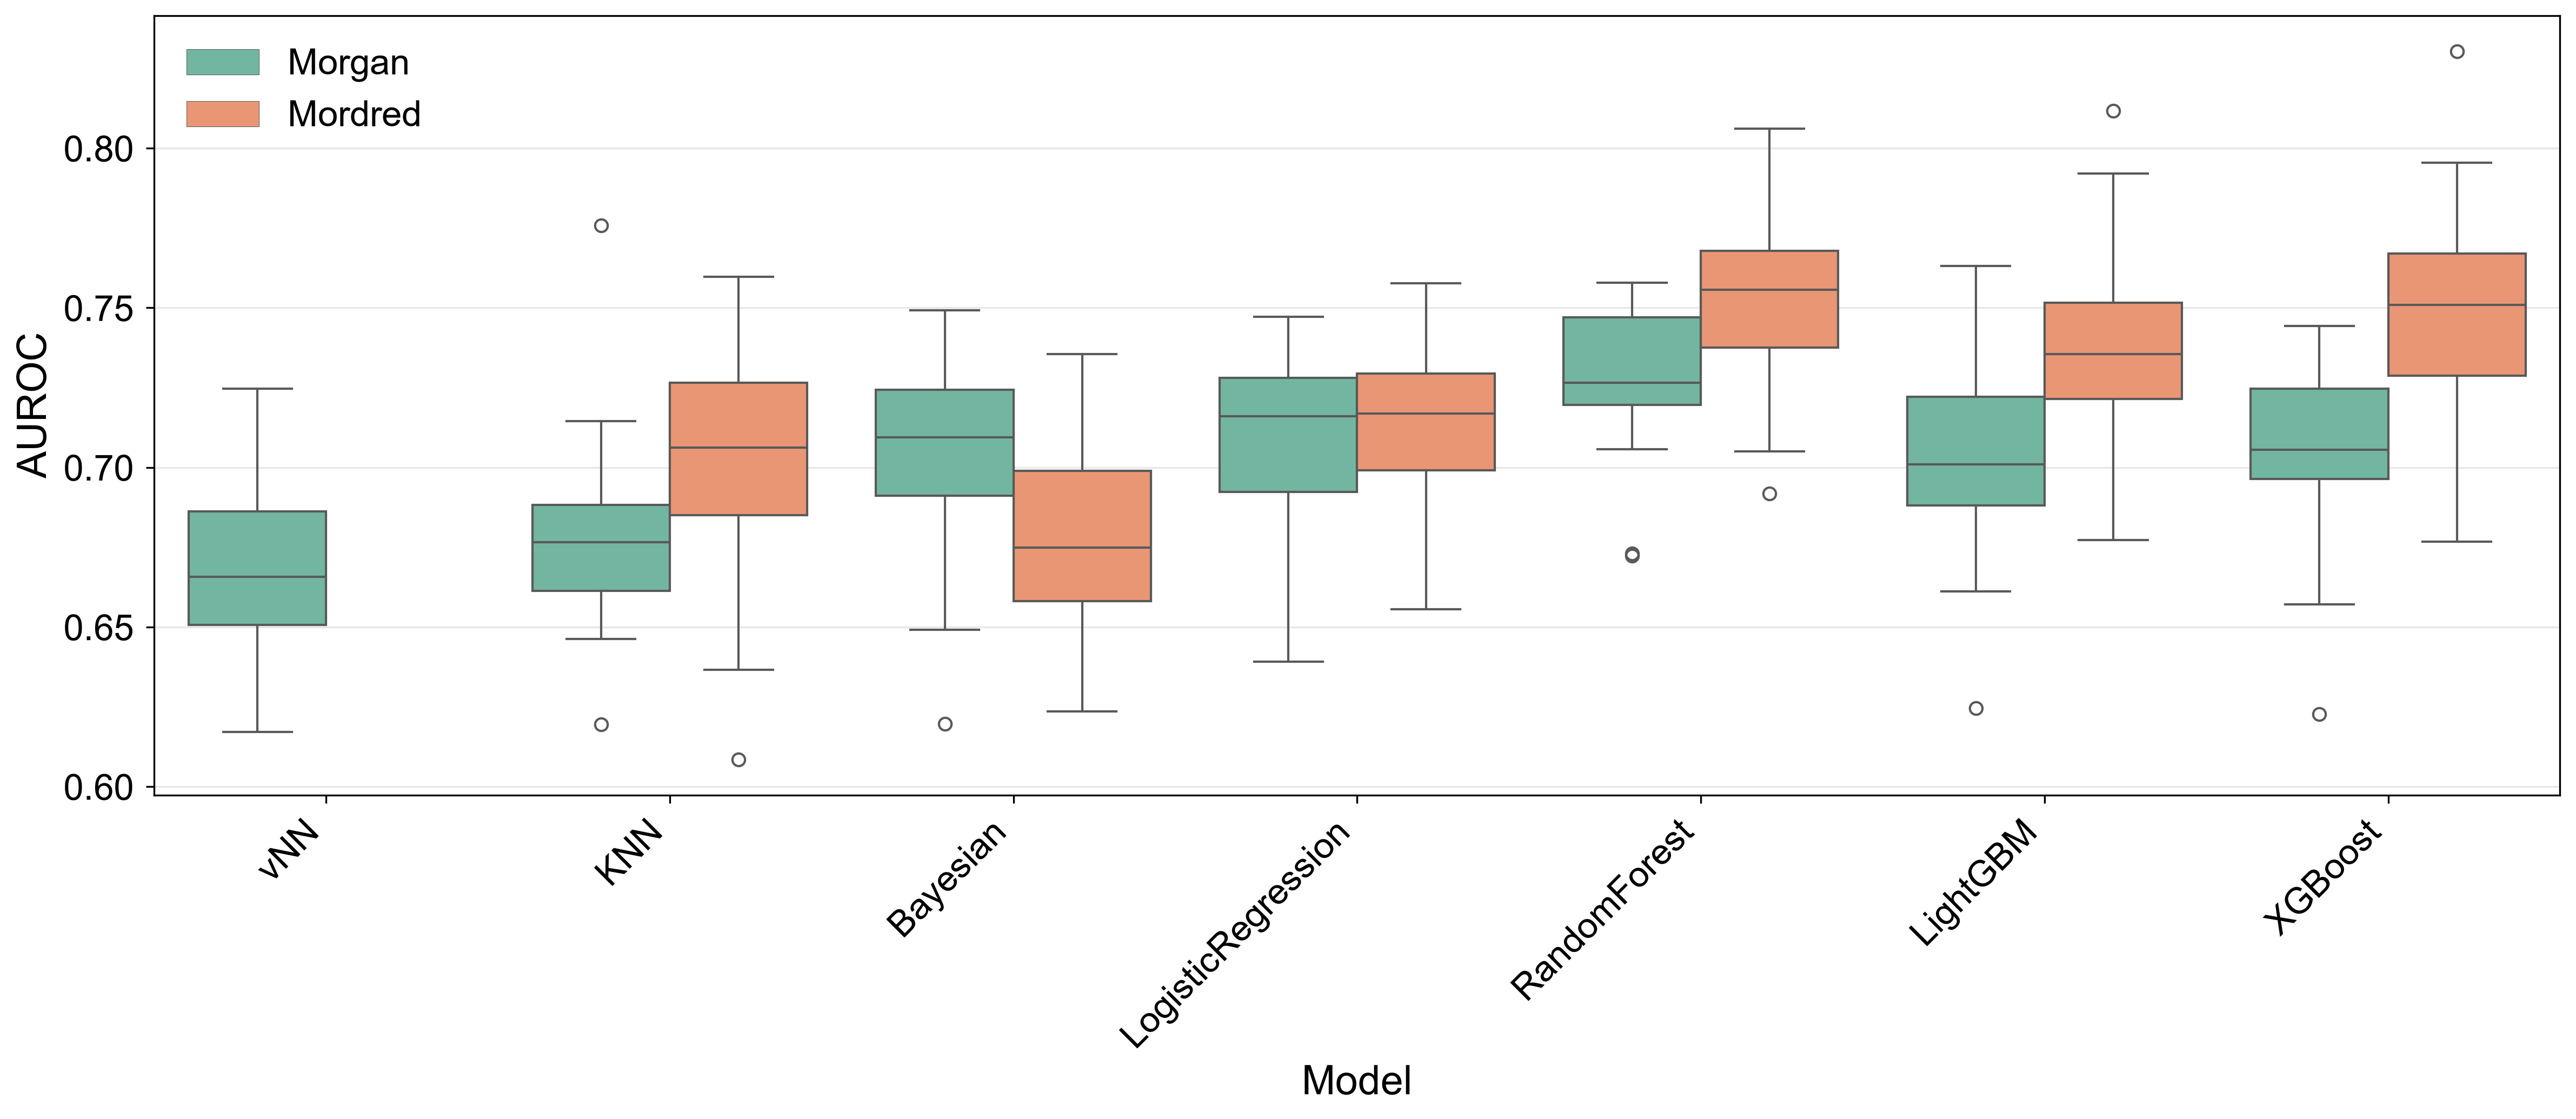 Morgan
Mordred
0.80
0.75
0.70
0.65
0.60
AUROC
vNN
KNN
Bayesian
LogisticRegression
RandomForest
LightGBM
XGBoost
Model